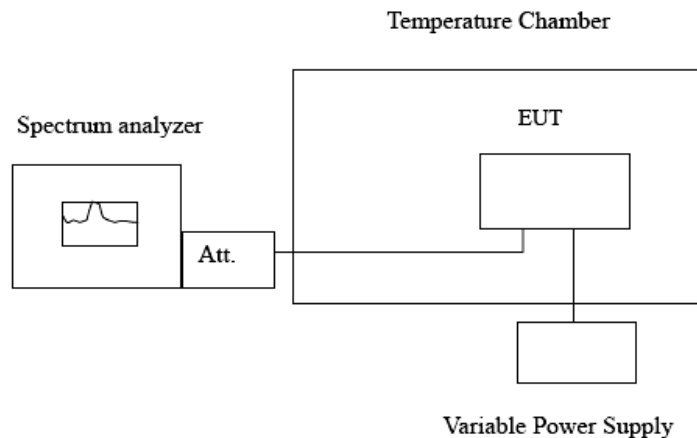 Temperature Chamber
Spectrum analyzer
EUT
Att.
Variable Power Supply